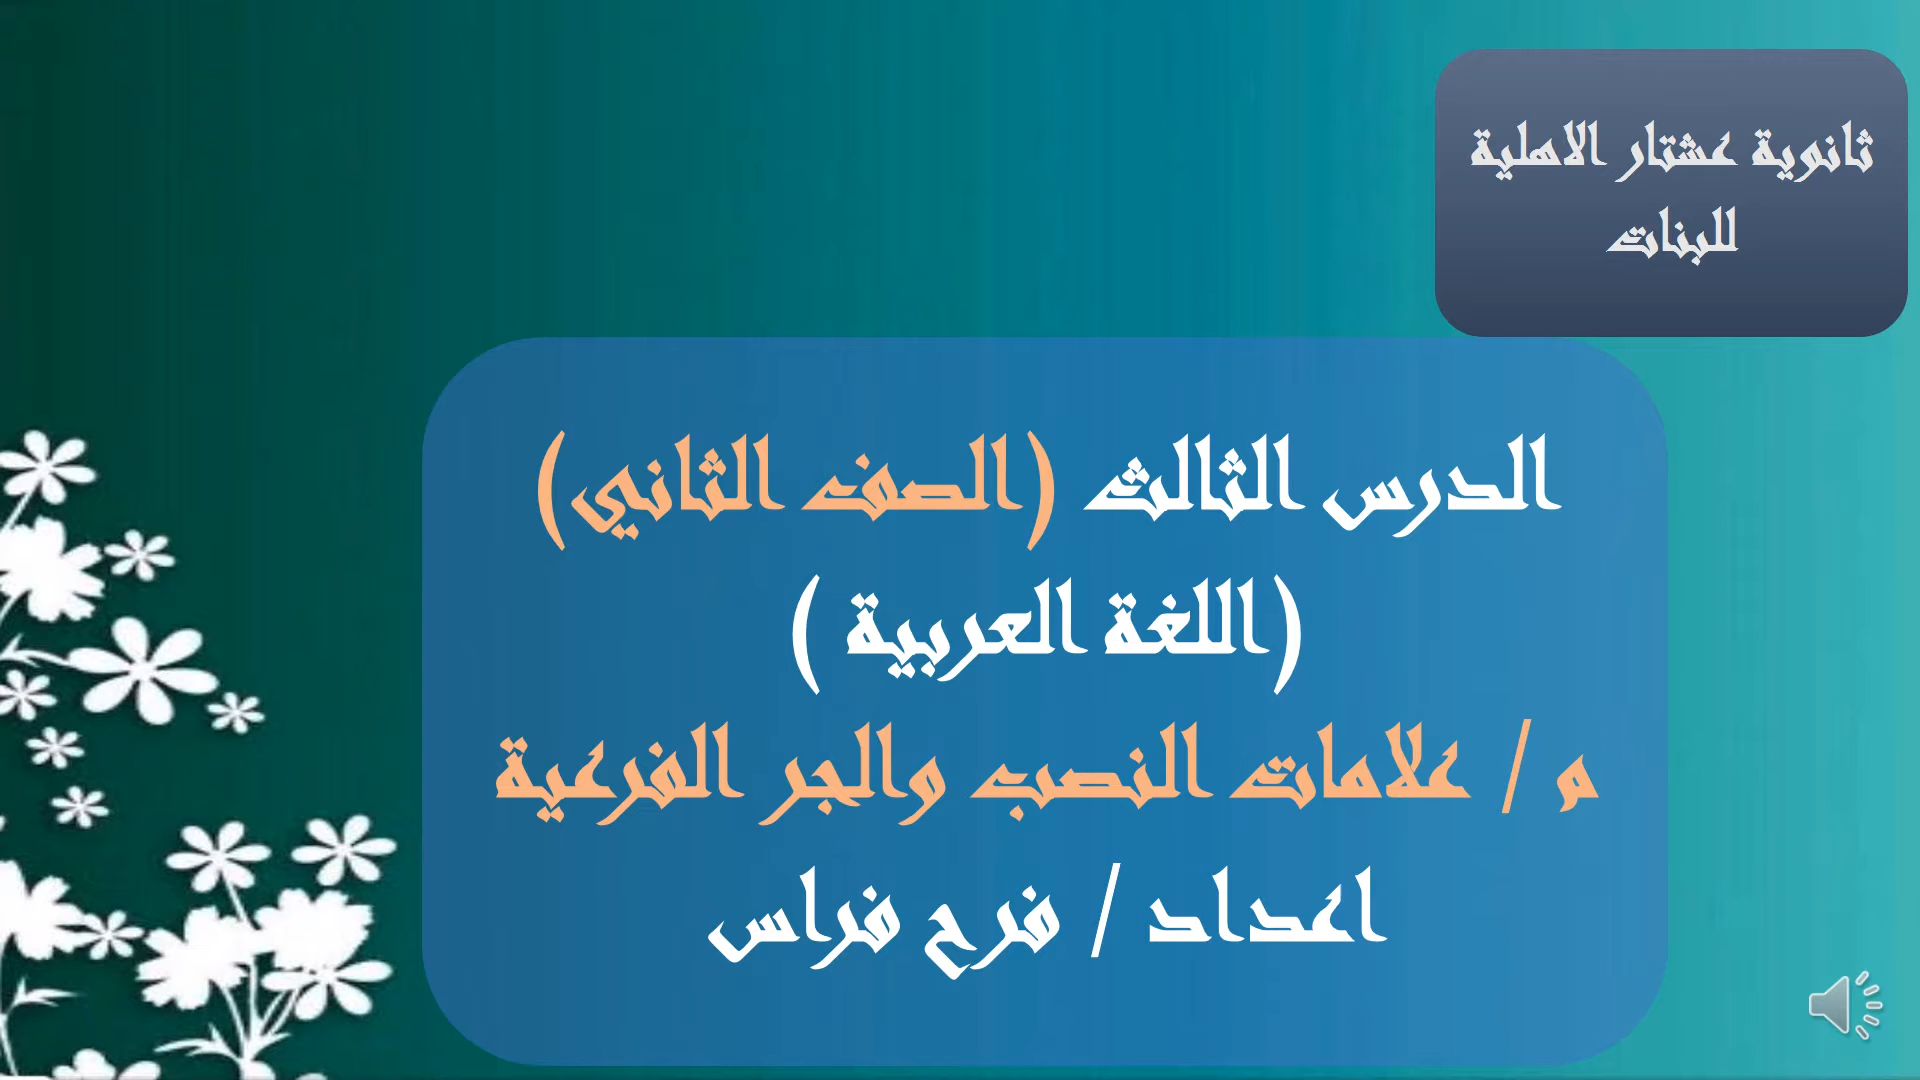 ثانوية عشتار الاهلية
للبنات
الدرس الثالث (الصف الثاني)
(اللغة العربية )
م / علامات النصب والجر الفرعية
اعداد / فرح فراس